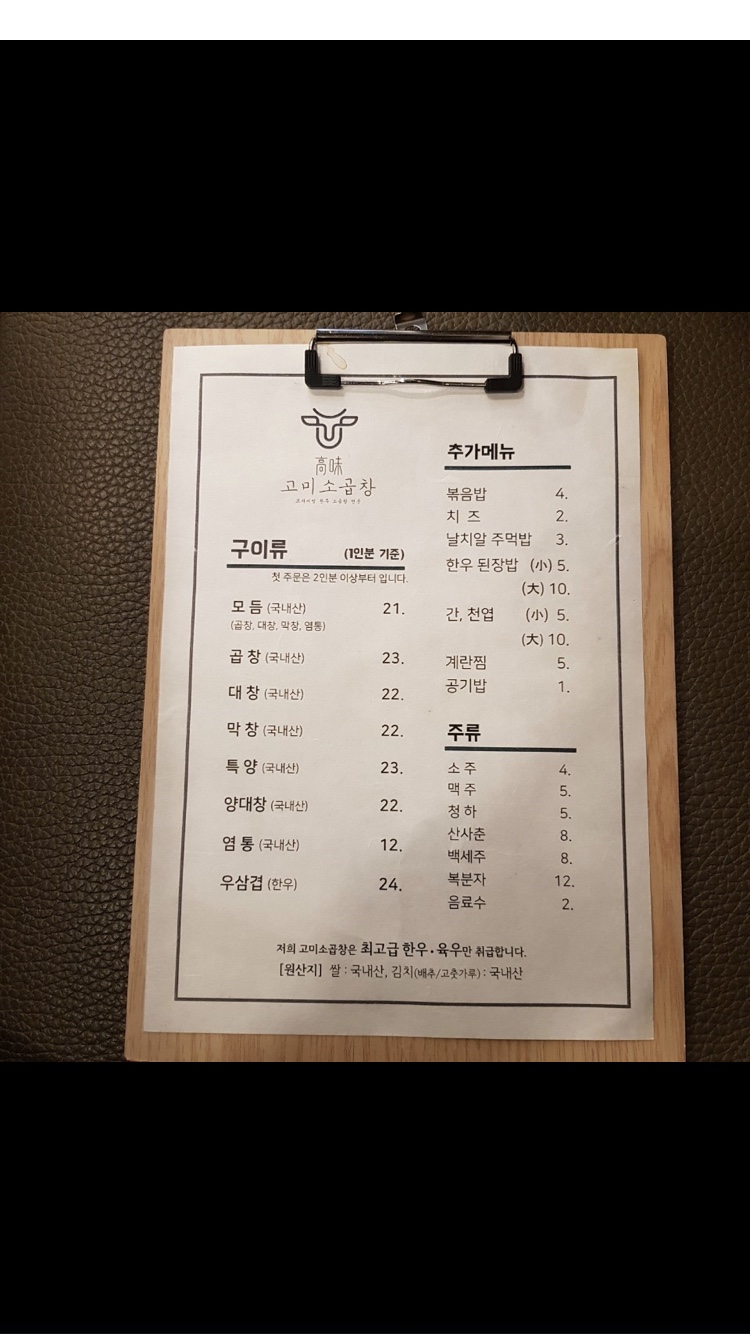 高味
고미소곱창
구이류 (1인분 기준)
첫 주문은 2인분 이상부터 입니다.
모 듬 (국내산) 21.
(곱창, 대창, 막창, 염통)
곱 창 (국내산) 23.
대 창 (국내산) 22.
막 창 (국내산) 22.
특 양 (국내산) 23.
양대창 (국내산) 22.
염 통 (국내산) 12.
우삼겹 (한우) 24.
추가메뉴
볶음밥 4.
치 즈 2.
날치알 주먹밥 3.
한우 된장밥 (小) 5.
(大) 10.
간, 천엽 (小) 5.
(大) 10.
계란찜 5.
공기밥 1.
주류
소 주 4.
맥 주 5.
청 하 5.
산사춘 8.
백세주 8.
복분자 12.
음료수 2.
저희 고미소곱창은 최고급 한우·육우만 취급합니다.
[원산지] 쌀 : 국내산, 김치(배추/고춧가루) : 국내산